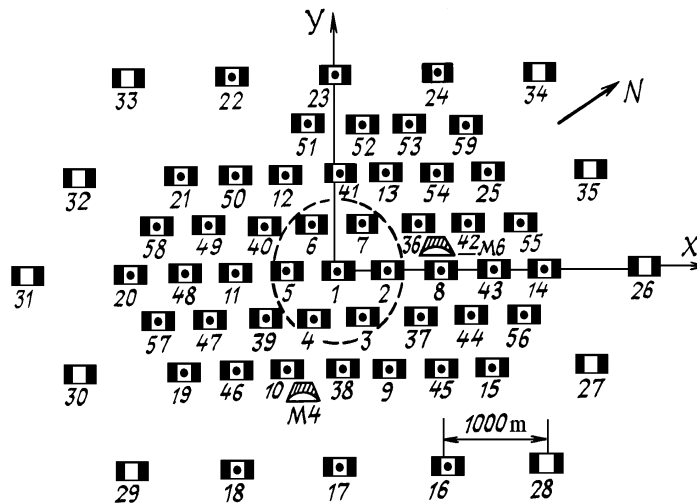 У
33 22 23 24 34
N
51 52 53 59
21 50 12 41 13 54 25
32 35
58 49 40 6 7 36 42 M6 55
X
31 20 48 11 5 1 2 8 43 14 26
57 47 39 4 3 37 44 56
30 19 46 10 38 9 45 15 27
M4
1000 m
29 18 17 16 28